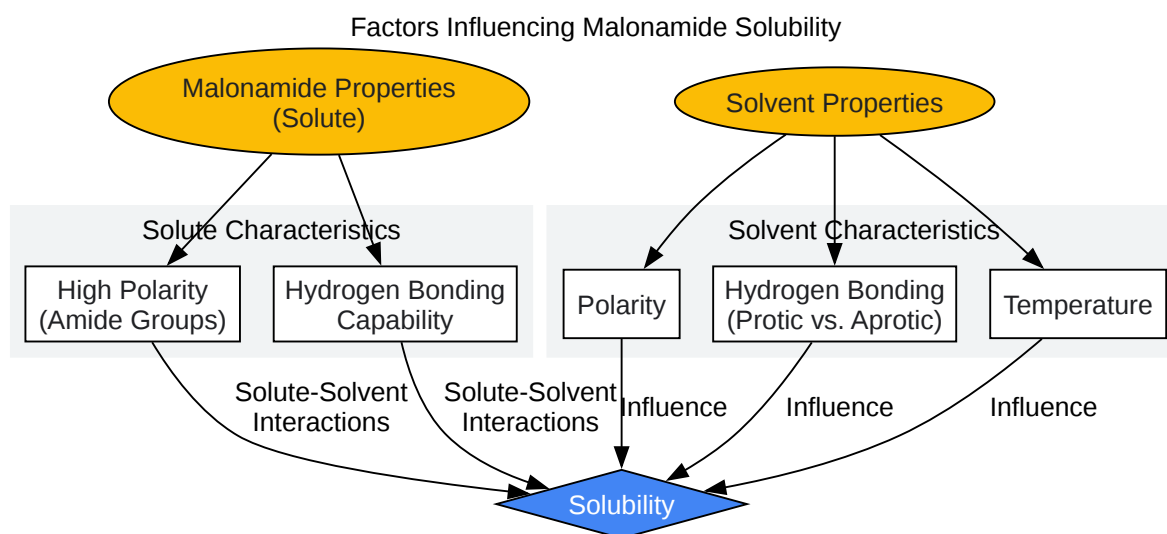 Factors Influencing Malonamide Solubility
Malonamide Properties
(Solute)
Solvent Properties
Solute Characteristics
Solvent Characteristics
High Polarity
(Amide Groups)
Hydrogen Bonding
Capability
Polarity
Hydrogen Bonding
(Protic vs. Aprotic)
Temperature
Solute-Solvent
Interactions
Solute-Solvent
Interactions
Influence
Influence
Influence
Solubility